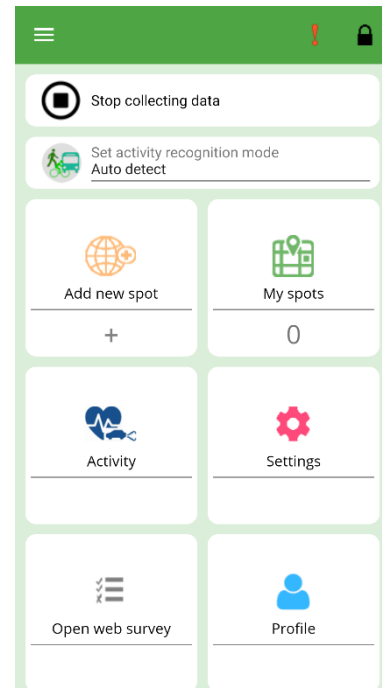 Stop collecting data
Set activity recognition mode
Auto detect
Add new spot
My spots
+
0
Activity
Settings
Open web survey
Profile